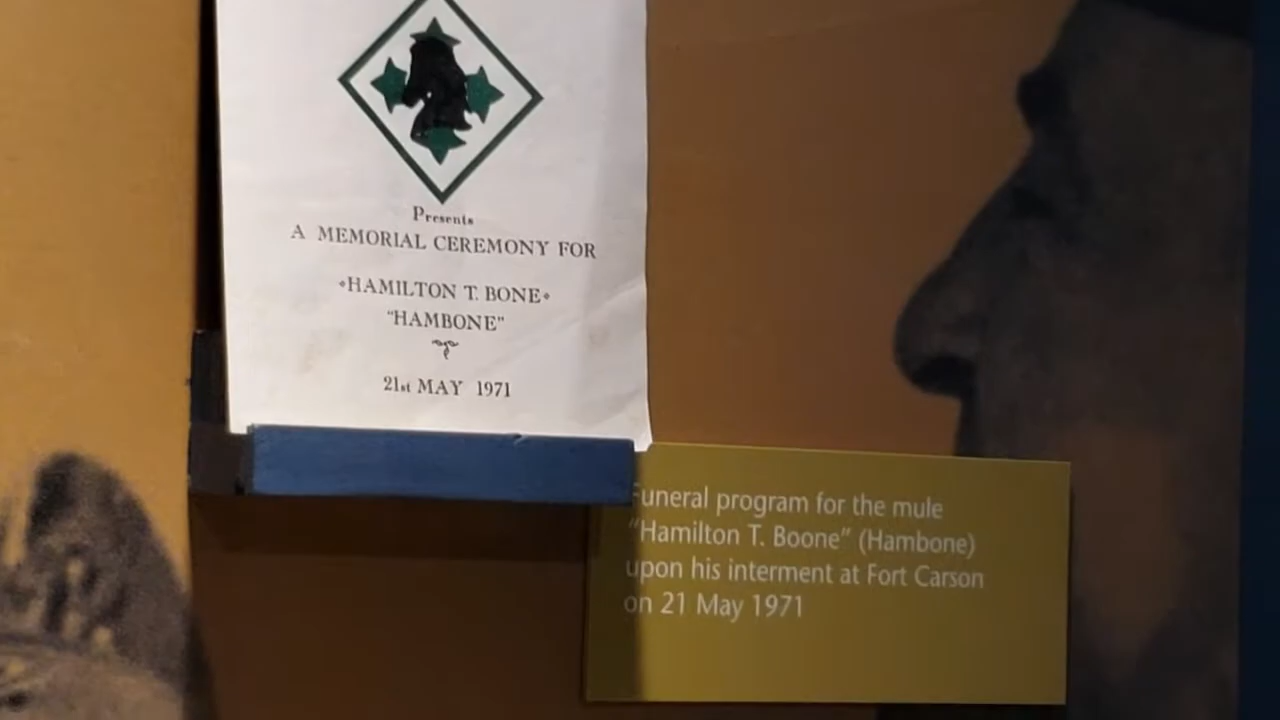 Presents
A MEMORIAL CEREMONY FOR
HAMILTON T. BONE
"HAMBONE"
21st MAY 1971
Funeral program for the mule
"Hamilton T. Boone" (Hambone)
upon his interment at Fort Carson
on 21 May 1971